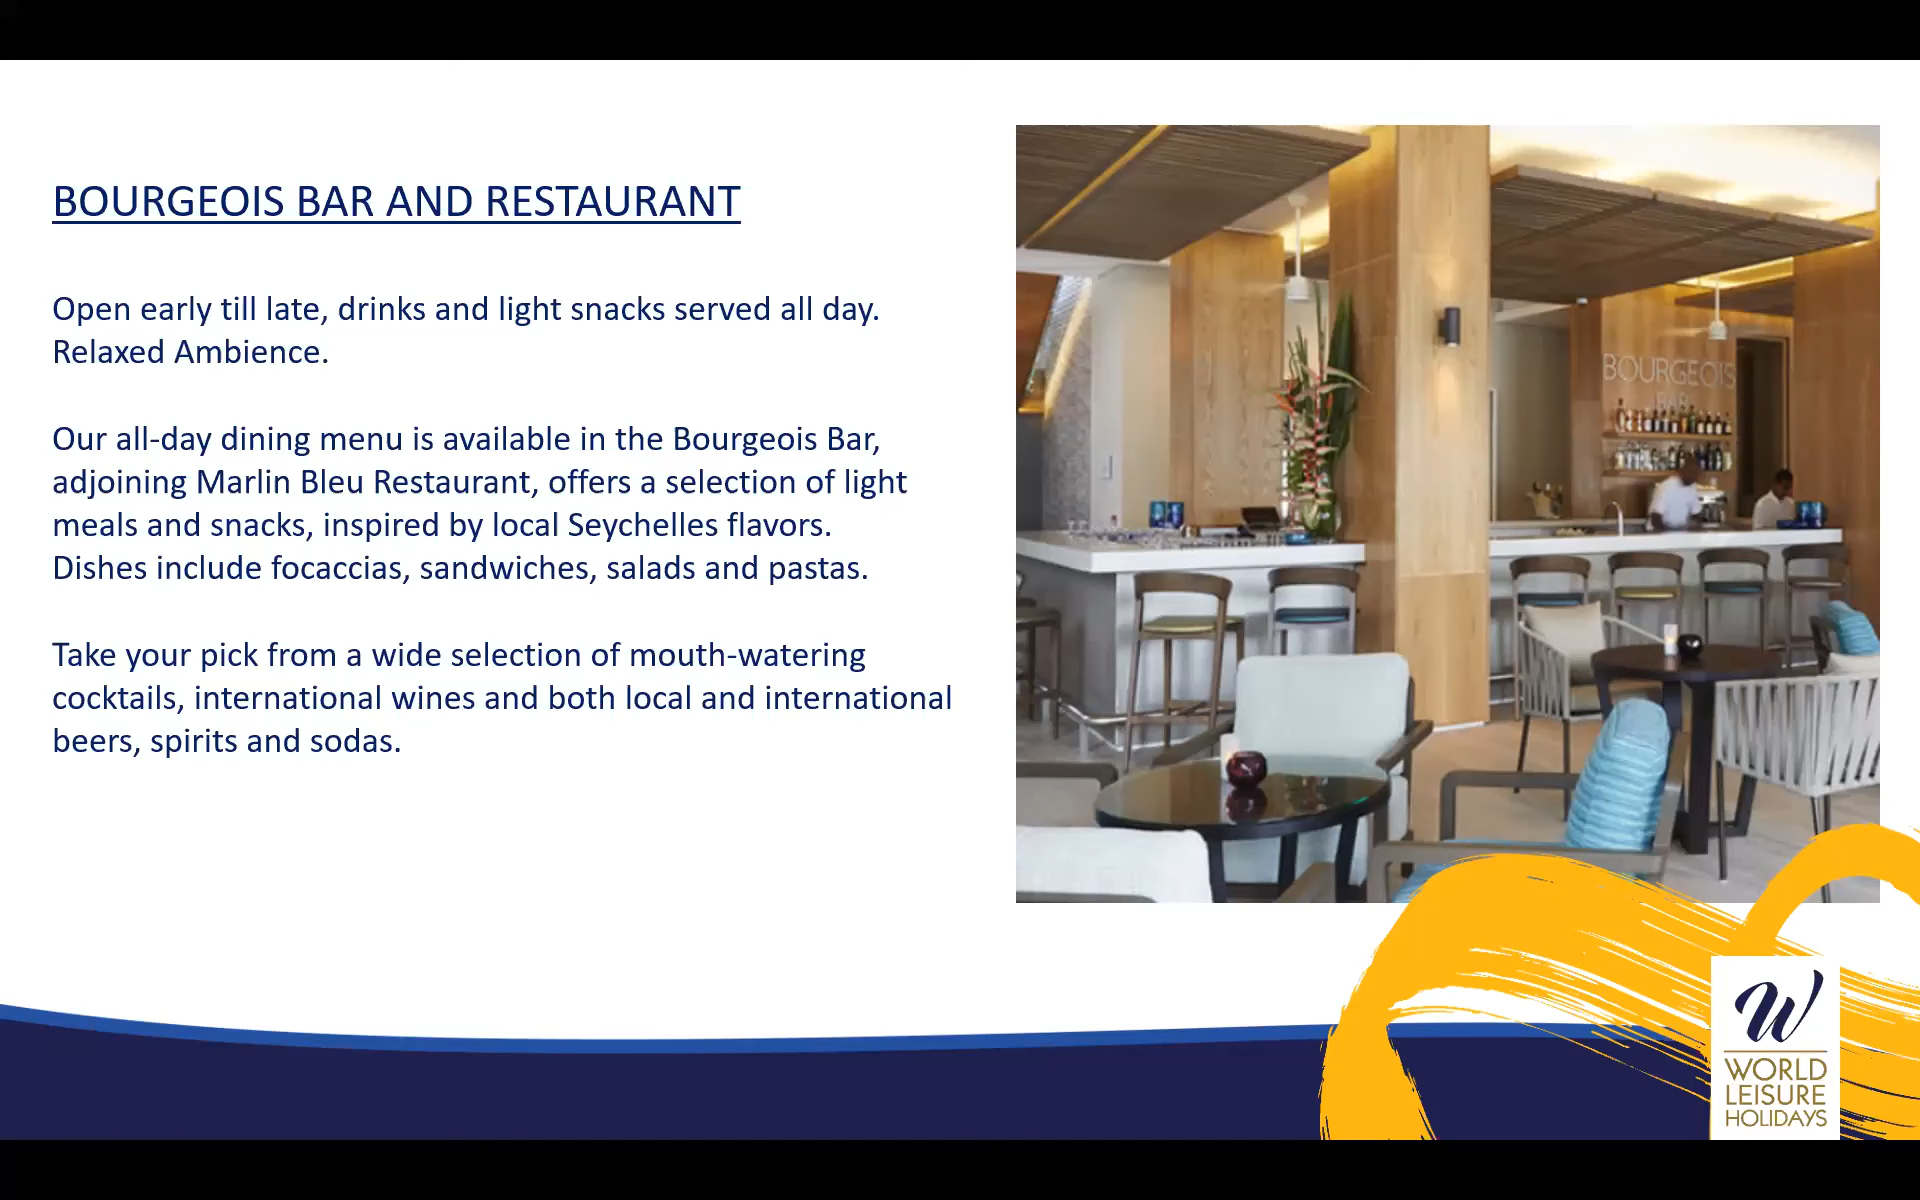 BOURGEOIS BAR AND RESTAURANT
Open early till late, drinks and light snacks served all day.
Relaxed Ambience.
Our all-day dining menu is available in the Bourgeois Bar,
adjoining Marlin Bleu Restaurant, offers a selection of light
meals and snacks, inspired by local Seychelles flavors.
Dishes include focaccias, sandwiches, salads and pastas.
Take your pick from a wide selection of mouth-watering
cocktails, international wines and both local and international
beers, spirits and sodas.
BOURGEOIS
BAR
W
WORLD
LEISURE
HOLIDAYS